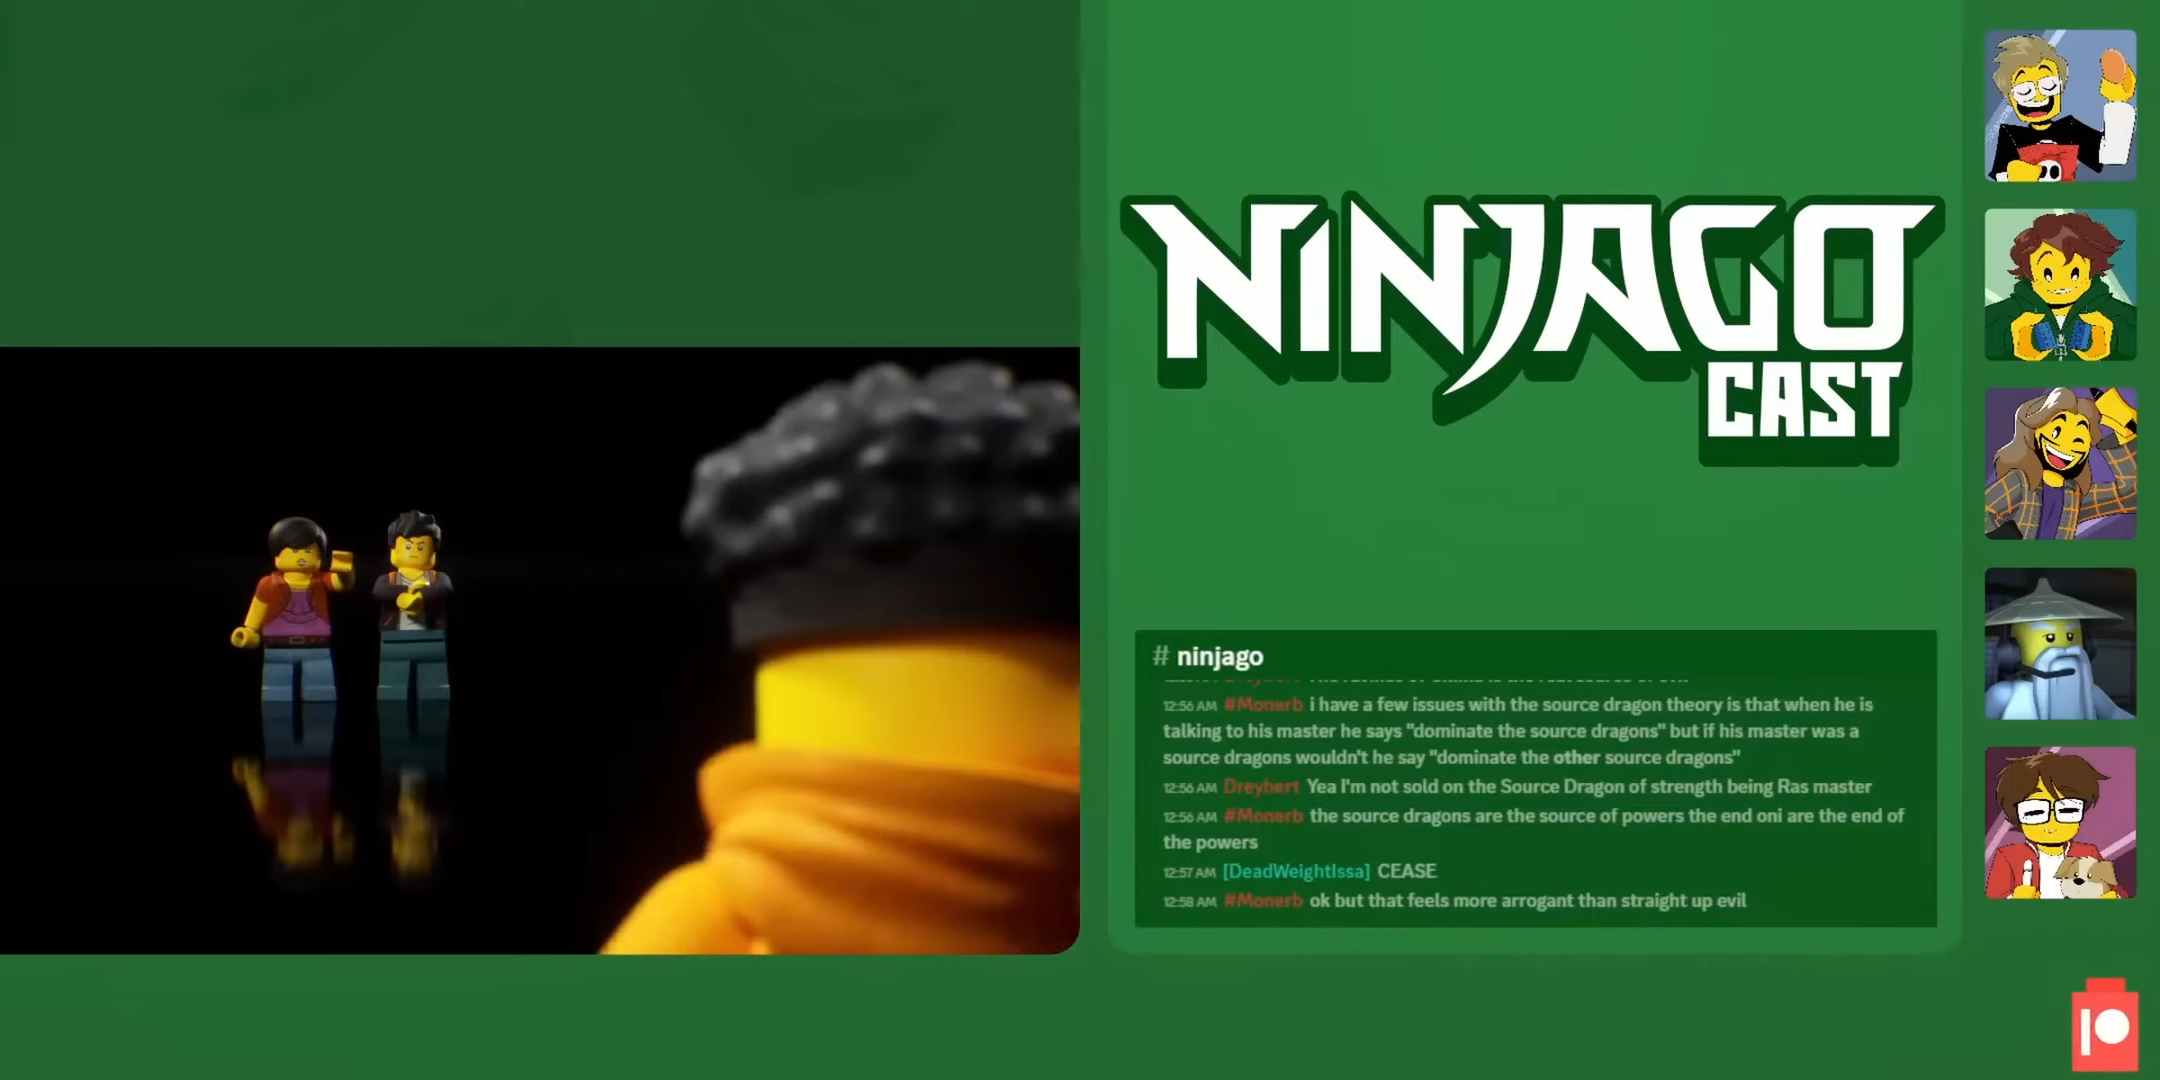 NINJAGO
CAST
# ninjago
12:56 AM #Monerb i have a few issues with the source dragon theory is that when he is
talking to his master he says "dominate the source dragons" but if his master was a
source dragons wouldn't he say "dominate the other source dragons"
12:56 AM Dreybert Yea I'm not sold on the Source Dragon of strength being Ras master
12:56 AM #Monerb the source dragons are the source of powers the end oni are the end of
the powers
12:57 AM [DeadWeightIssa] CEASE
12:58 AM #Monerb ok but that feels more arrogant than straight up evil